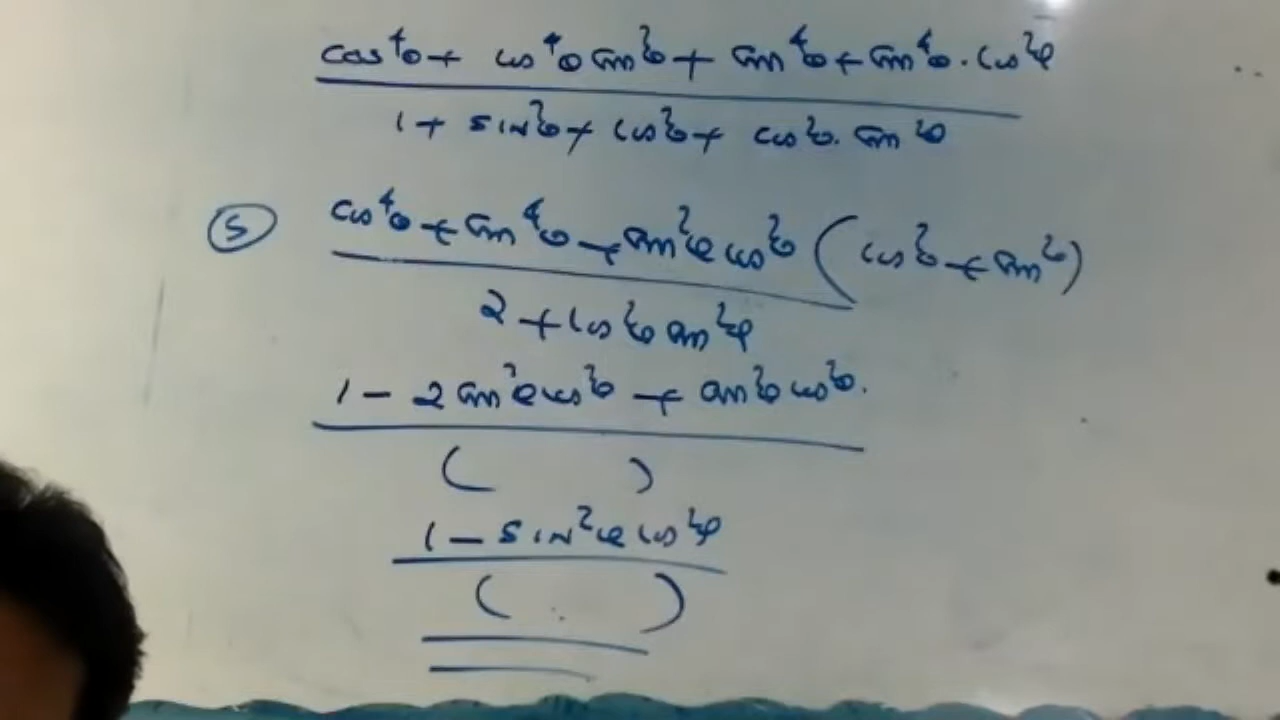 cos⁴θ + cos⁴θ sin²θ + sin⁴θ + sin⁴θ . cos²θ
1 + sin²θ + cos²θ + cos²θ . sin²θ
5 cos⁴θ + sin⁴θ + sin²θ cos²θ (cos²θ + sin²θ)
2 + cos²θ sin²θ
1 - 2 sin²θ cos²θ + sin²θ cos²θ.
( )
1 - sin²θ cos²θ
( )